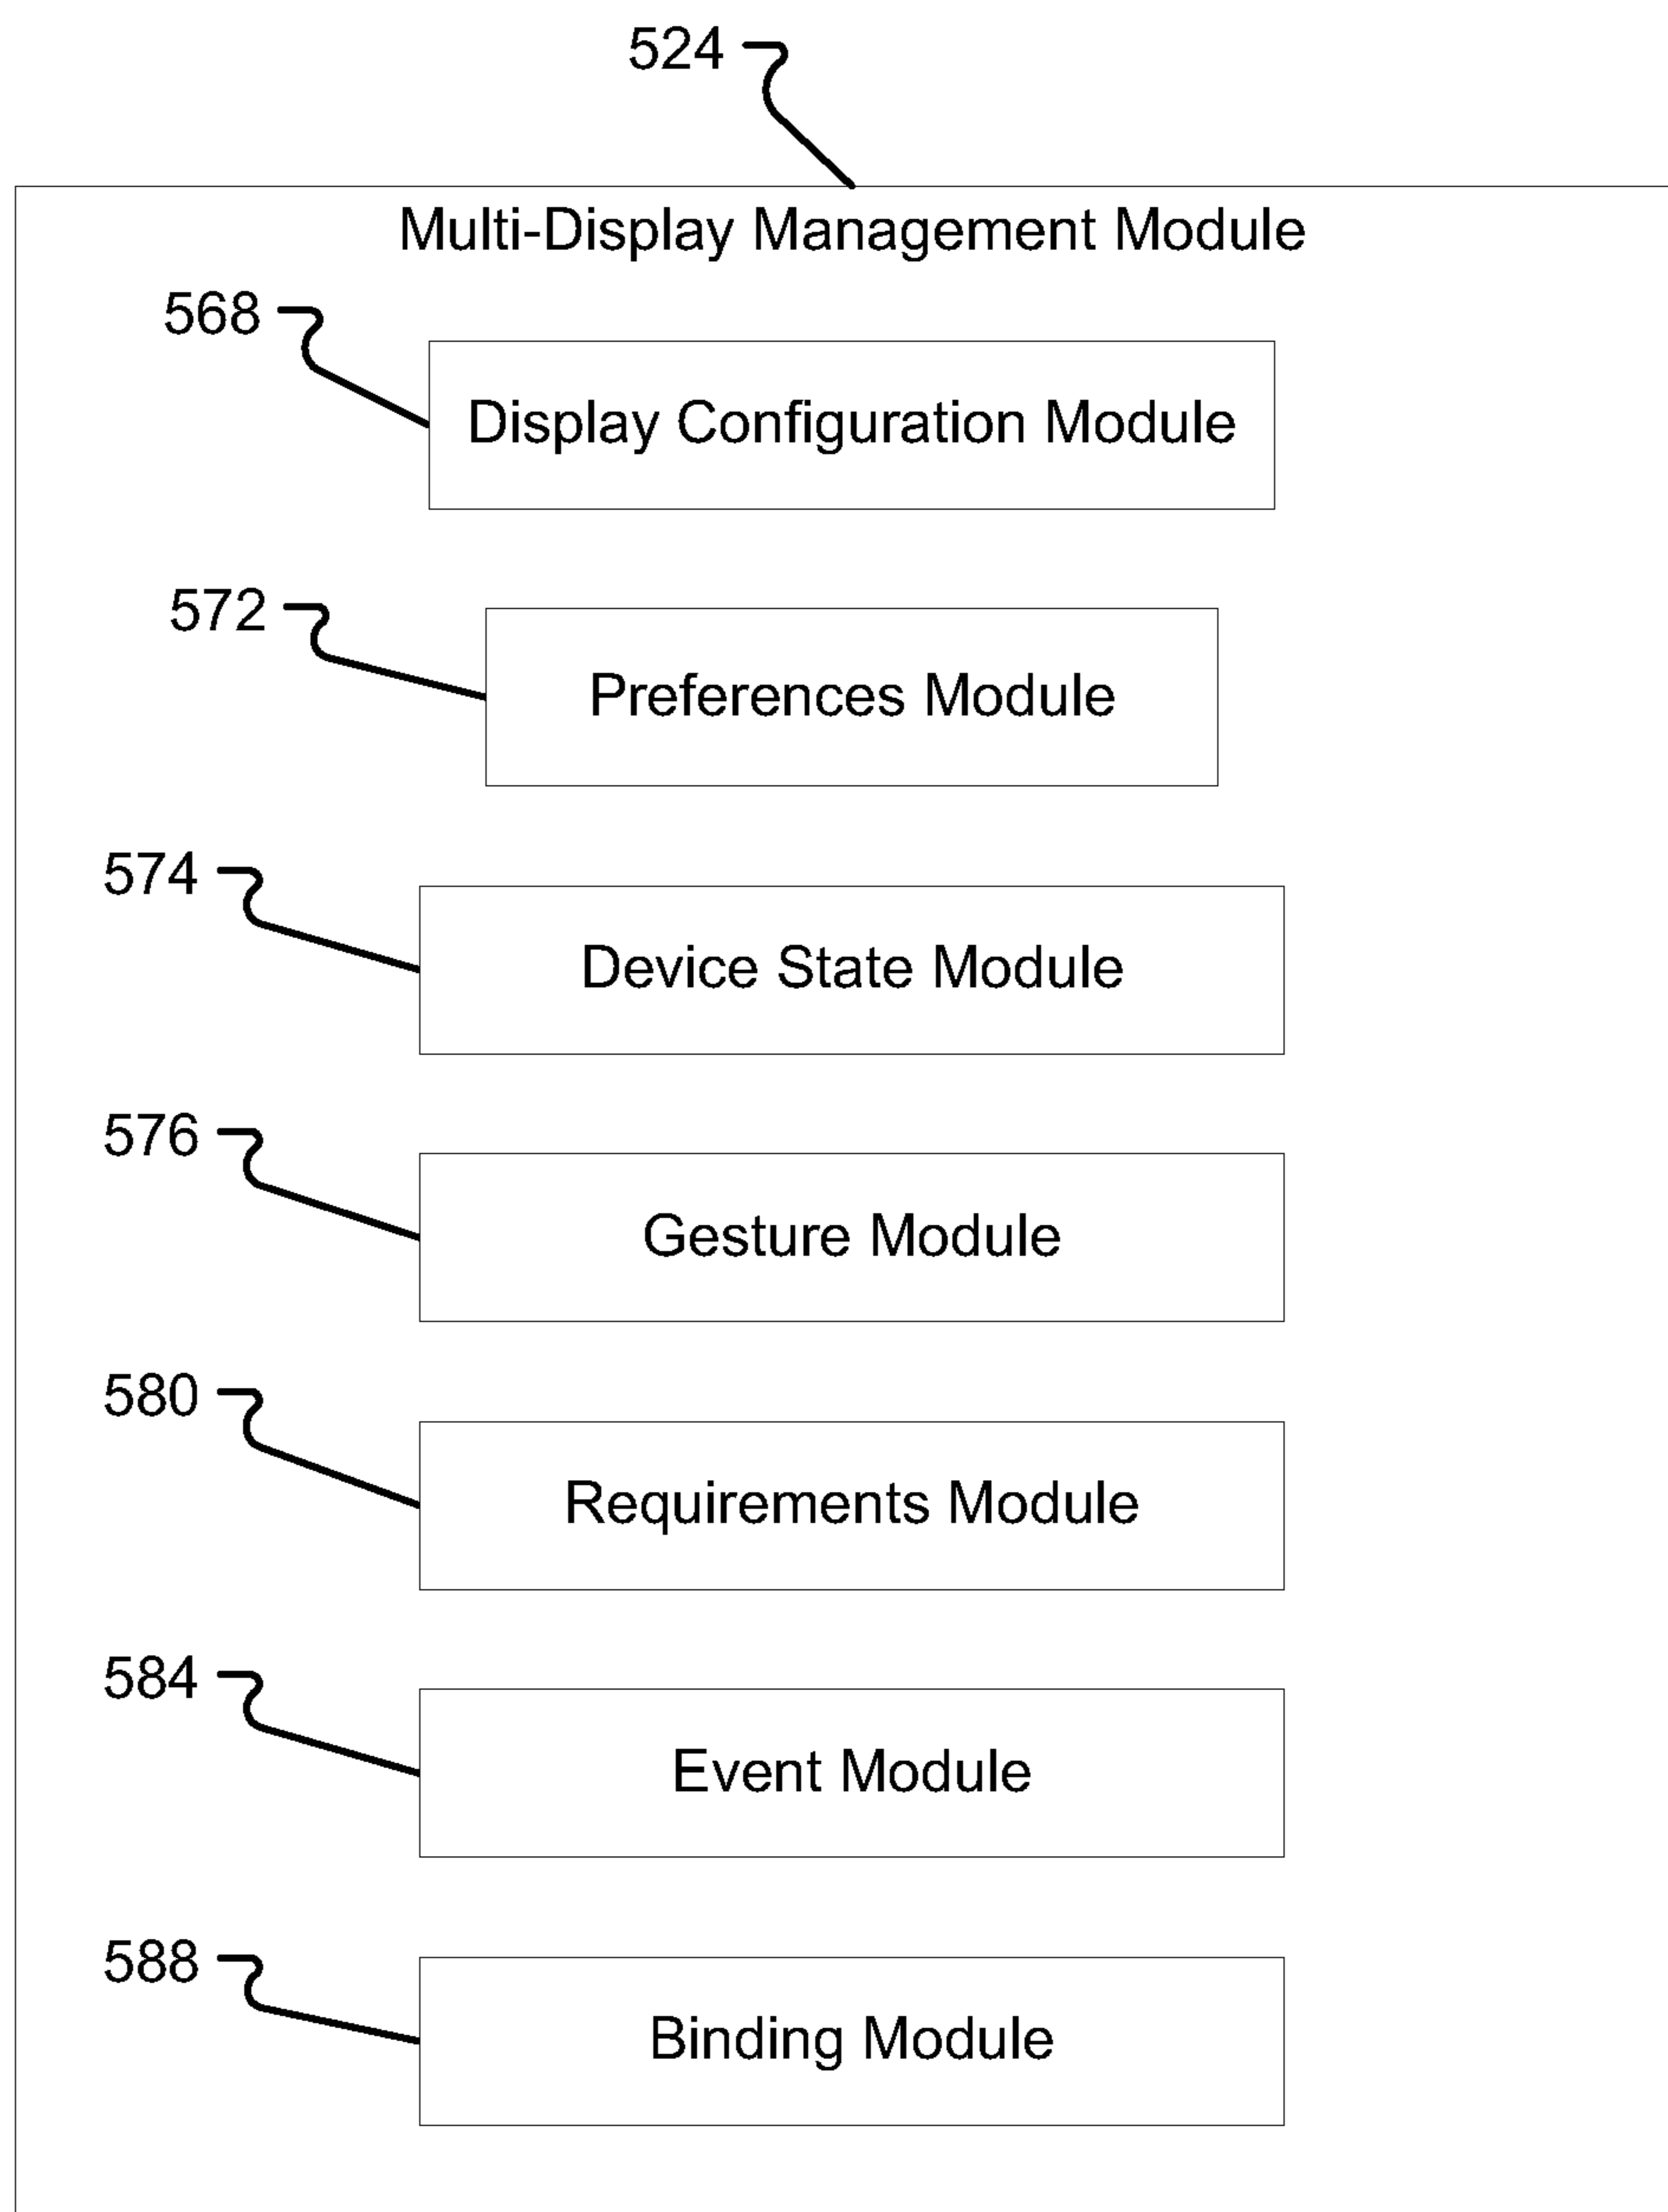 524
Multi-Display Management Module
568
Display Configuration Module
572
Preferences Module
574
Device State Module
576
Gesture Module
580
Requirements Module
584
Event Module
588
Binding Module